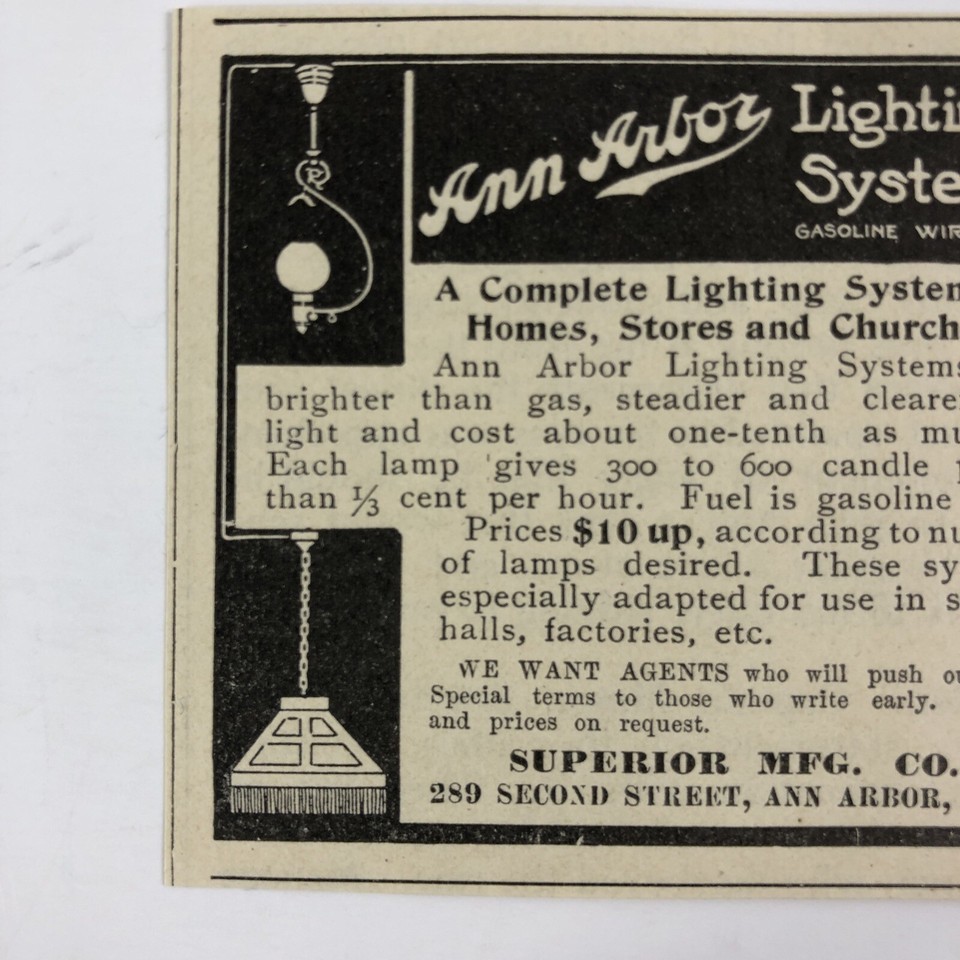 Ann Arbor Lighti
Syste
GASOLINE WIR
A Complete Lighting System
Homes, Stores and Church
Ann Arbor Lighting Systems
brighter than gas, steadier and cleare
light and cost about one-tenth as mu
Each lamp gives 300 to 600 candle p
than ⅓ cent per hour. Fuel is gasoline
Prices $10 up, according to nu
of lamps desired. These sy
especially adapted for use in s
halls, factories, etc.
WE WANT AGENTS who will push ou
Special terms to those who write early.
and prices on request.
SUPERIOR MFG. CO.
289 SECOND STREET, ANN ARBOR,